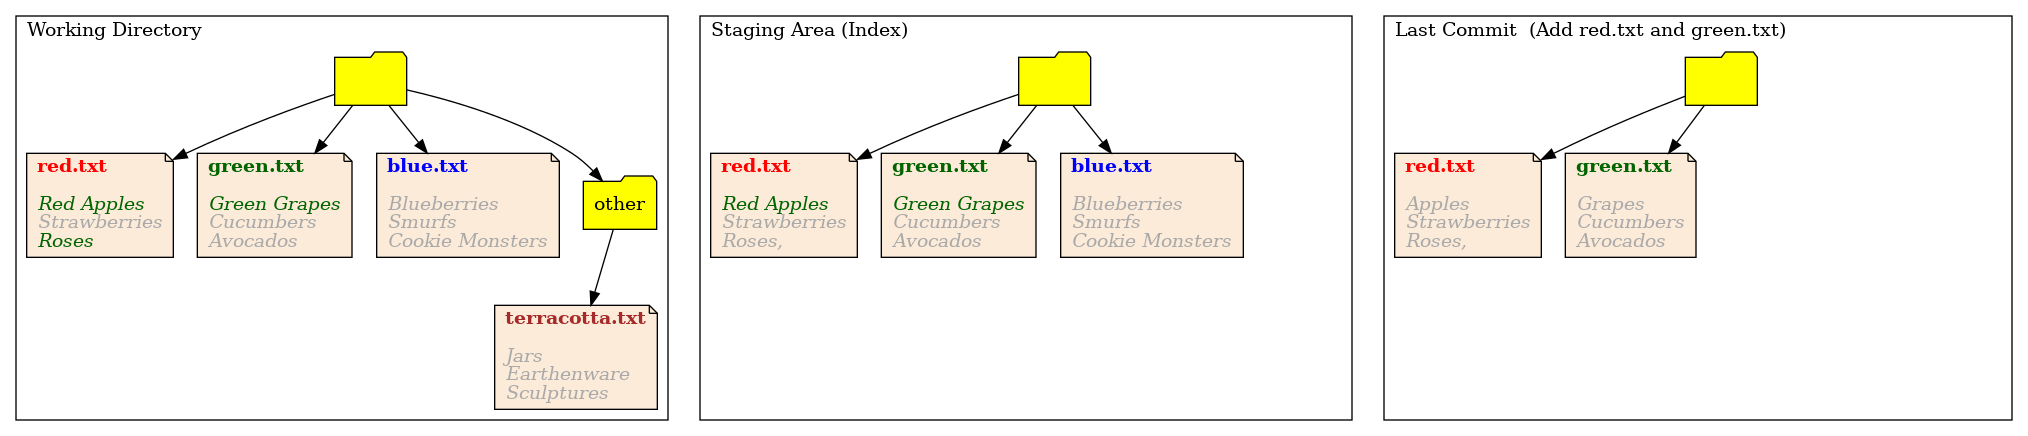 Working Directory
red.txt
Red Apples
Strawberries
Roses
green.txt
Green Grapes
Cucumbers
Avocados
blue.txt
Blueberries
Smurfs
Cookie Monsters
other
terracotta.txt
Jars
Earthenware
Sculptures
Staging Area (Index)
red.txt
Red Apples
Strawberries
Roses,
green.txt
Green Grapes
Cucumbers
Avocados
blue.txt
Blueberries
Smurfs
Cookie Monsters
Last Commit  (Add red.txt and green.txt)
red.txt
Apples
Strawberries
Roses,
green.txt
Grapes
Cucumbers
Avocados